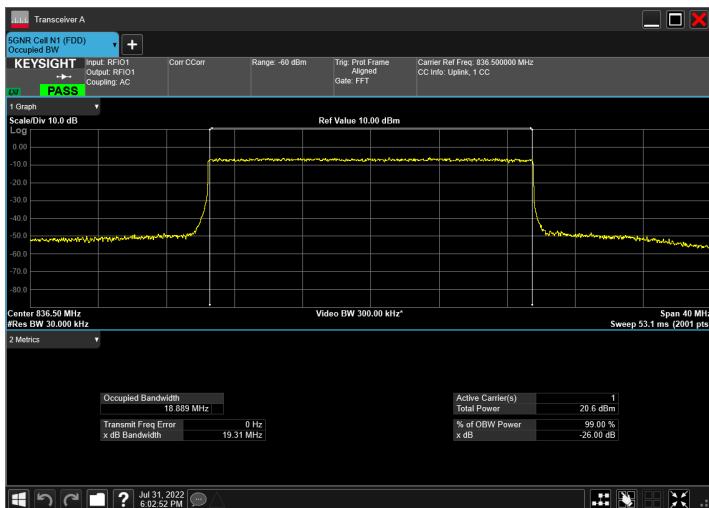 Transceiver A
5GNR Cell N1 (FDD)
Occupied BW
KEYSIGHT
LXI
PASS
Input: RFIO1
Output: RFIO1
Coupling: AC
Corr CCorr
Range: -60 dBm
Trig: Prot Frame
Aligned
Gate: FFT
Carrier Ref Freq: 836.500000 MHz
CC Info: Uplink, 1 CC
1 Graph
Scale/Div 10.0 dB
Ref Value 10.00 dBm
Log
0.00
-10.0
-20.0
-30.0
-40.0
-50.0
-60.0
-70.0
-80.0
Center 836.50 MHz
Video BW 300.00 kHz*
Span 40 MHz
#Res BW 30.000 kHz
Sweep 53.1 ms (2001 pts
2 Metrics
Occupied Bandwidth
18.889 MHz
Transmit Freq Error 0 Hz
x dB Bandwidth 19.31 MHz
Active Carrier(s) 1
Total Power 20.6 dBm
% of OBW Power 99.00 %
x dB -26.00 dB
Jul 31, 2022
6:02:52 PM